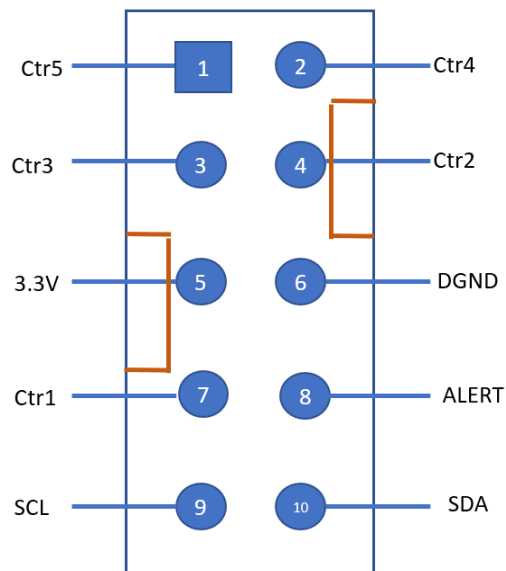 Ctr5 1 2 Ctr4
Ctr3 3 4 Ctr2
3.3V 5 6 DGND
Ctr1 7 8 ALERT
SCL 9 10 SDA